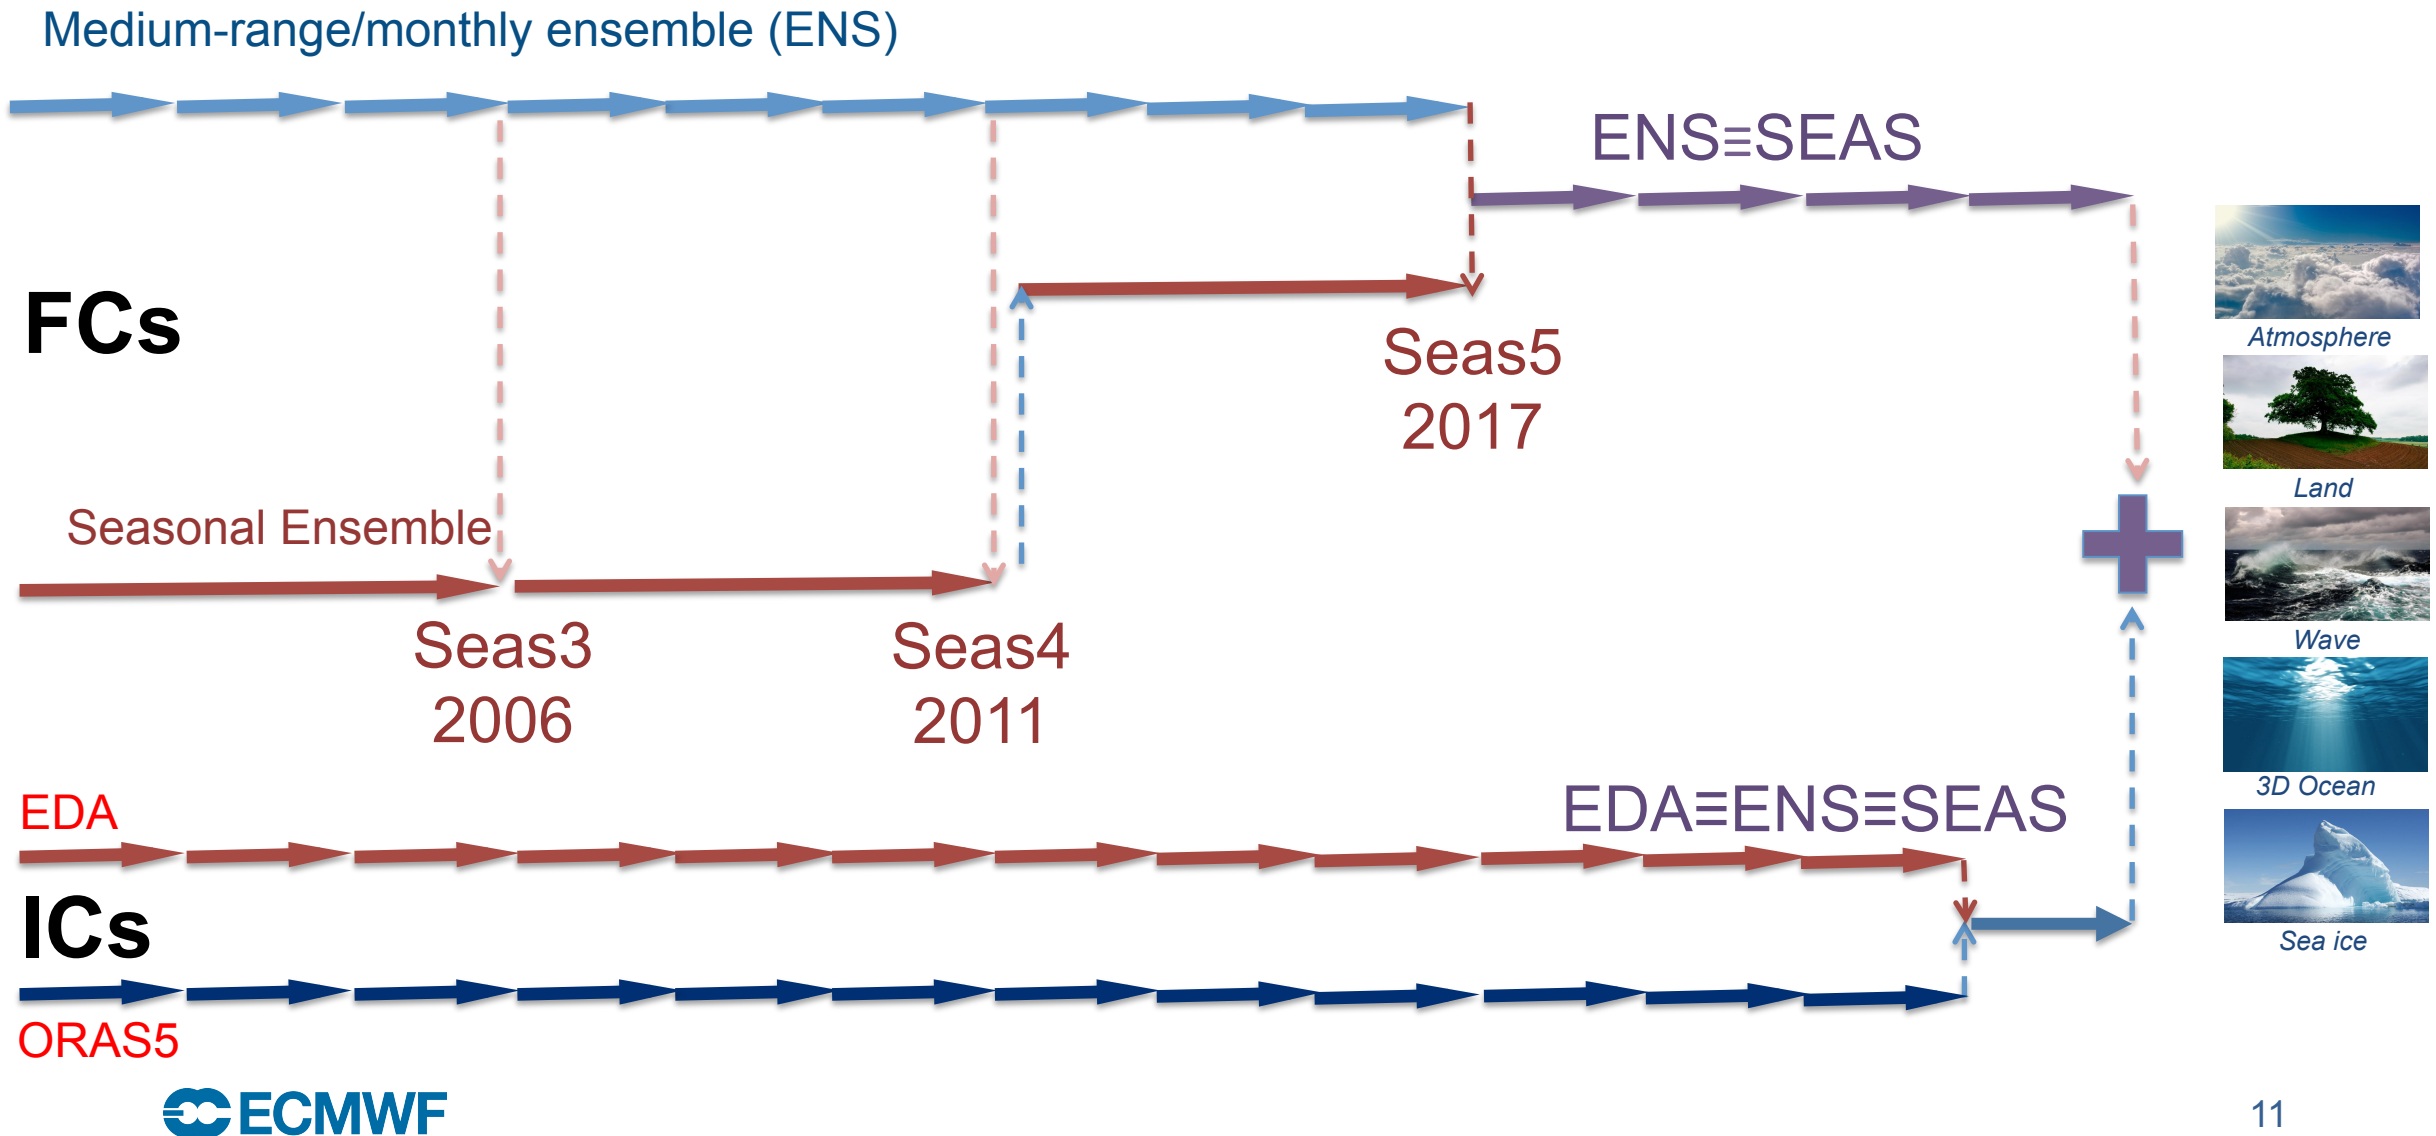 Medium-range/monthly ensemble (ENS)
ENS≡SEAS
FCs
Seas5
2017
Seasonal Ensemble
Seas3
2006
Seas4
2011
Atmosphere
Land
Wave
3D Ocean
Sea ice
EDA
EDA≡ENS≡SEAS
ICs
ORAS5
ECMWF
11